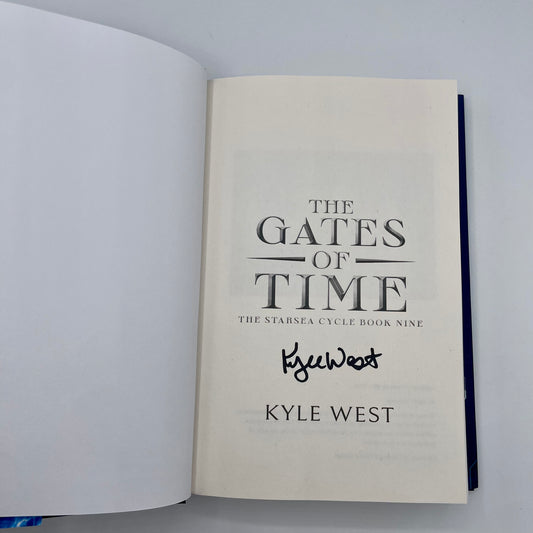 THE
GATES
OF
TIME
THE STARSEA CYCLE BOOK NINE
Kyle West
KYLE WEST